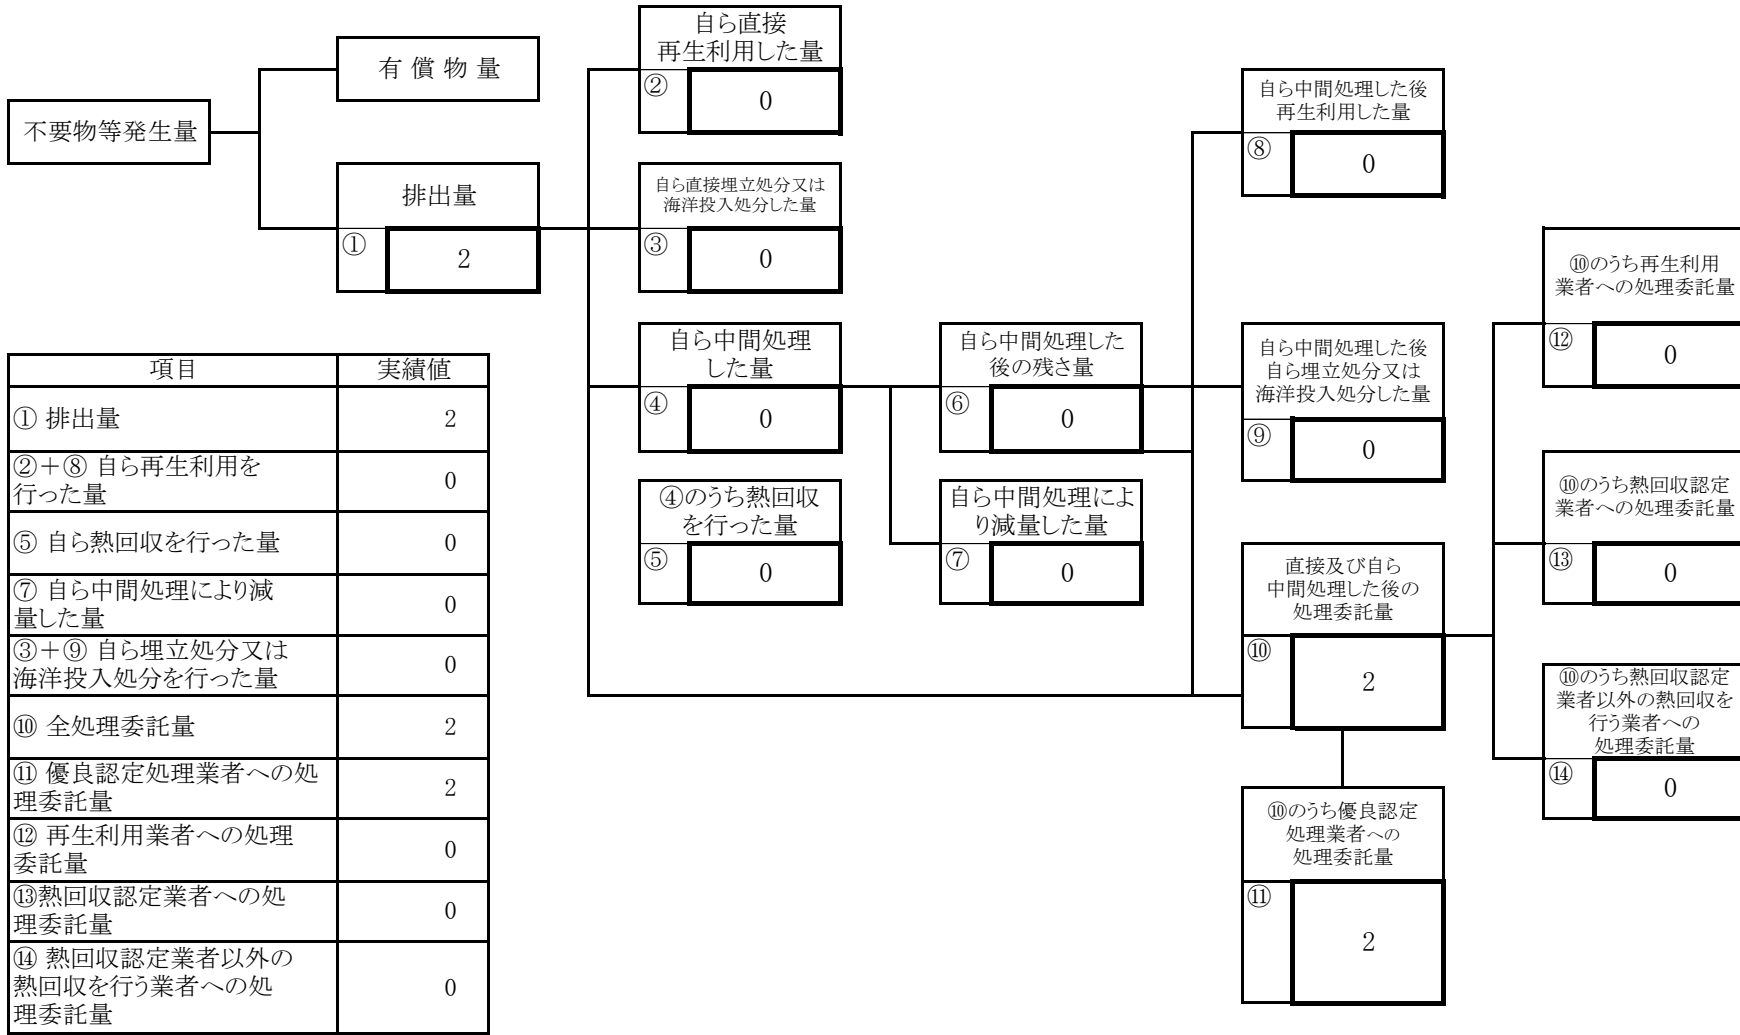 不要物等発生量
有 償 物 量
排出量
①
2
自ら直接
再生利用した量
②
0
自ら直接埋立処分又は
海洋投入処分した量
③
0
自ら中間処理
した量
④
0
④のうち熱回収
を行った量
⑤
0
自ら中間処理した
後の残さ量
⑥
0
自ら中間処理によ
り減量した量
⑦
0
自ら中間処理した後
再生利用した量
⑧
0
自ら中間処理した後
自ら埋立処分又は
海洋投入処分した量
⑨
0
直接及び自ら
中間処理した後の
処理委託量
⑩
2
⑩のうち優良認定
処理業者への
処理委託量
⑪
2
⑩のうち再生利用
業者への処理委託量
⑫
0
⑩のうち熱回収認定
業者への処理委託量
⑬
0
⑩のうち熱回収認定
業者以外の熱回収を
行う業者への
処理委託量
⑭
0
項目 実績値
① 排出量 2
②＋⑧ 自ら再生利用を
行った量 0
⑤ 自ら熱回収を行った量 0
⑦ 自ら中間処理により減
量した量 0
③＋⑨ 自ら埋立処分又は
海洋投入処分を行った量 0
⑩ 全処理委託量 2
⑪ 優良認定処理業者への処
理委託量 2
⑫ 再生利用業者への処理
委託量 0
⑬熱回収認定業者への処
理委託量 0
⑭ 熱回収認定業者以外の
熱回収を行う業者への処
理委託量 0